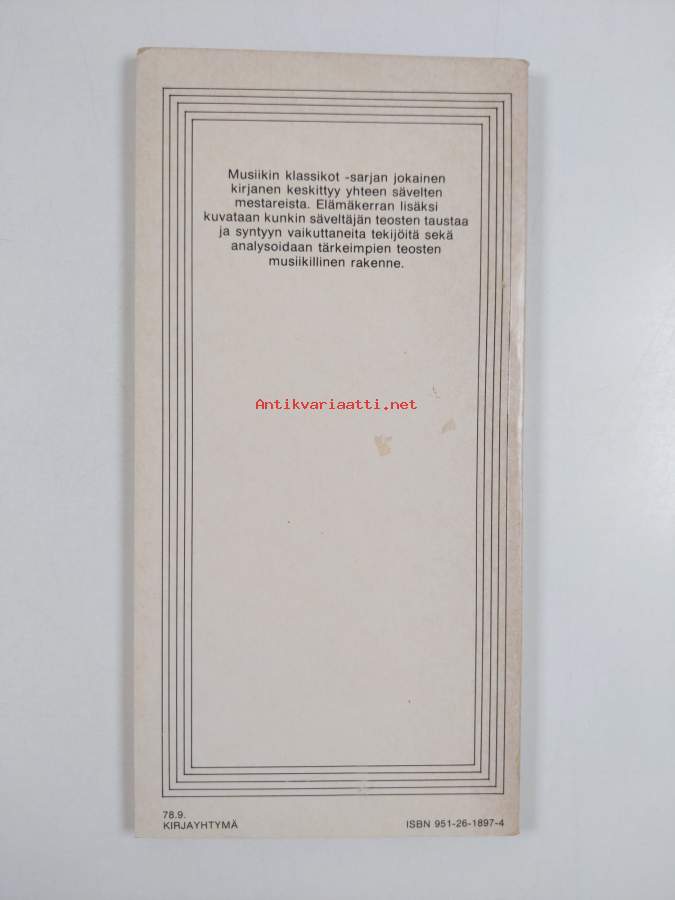 Musiikin klassikot -sarjan jokainen
kirjanen keskittyy yhteen sävelten
mestareista. Elämäkerran lisäksi
kuvataan kunkin säveltäjän teosten taustaa
ja syntyyn vaikuttaneita tekijöitä sekä
analysoidaan tärkeimpien teosten
musiikillinen rakenne.
Antikvariaatti.net
78.9.
KIRJAYHTYMÄ
ISBN 951-26-1897-4